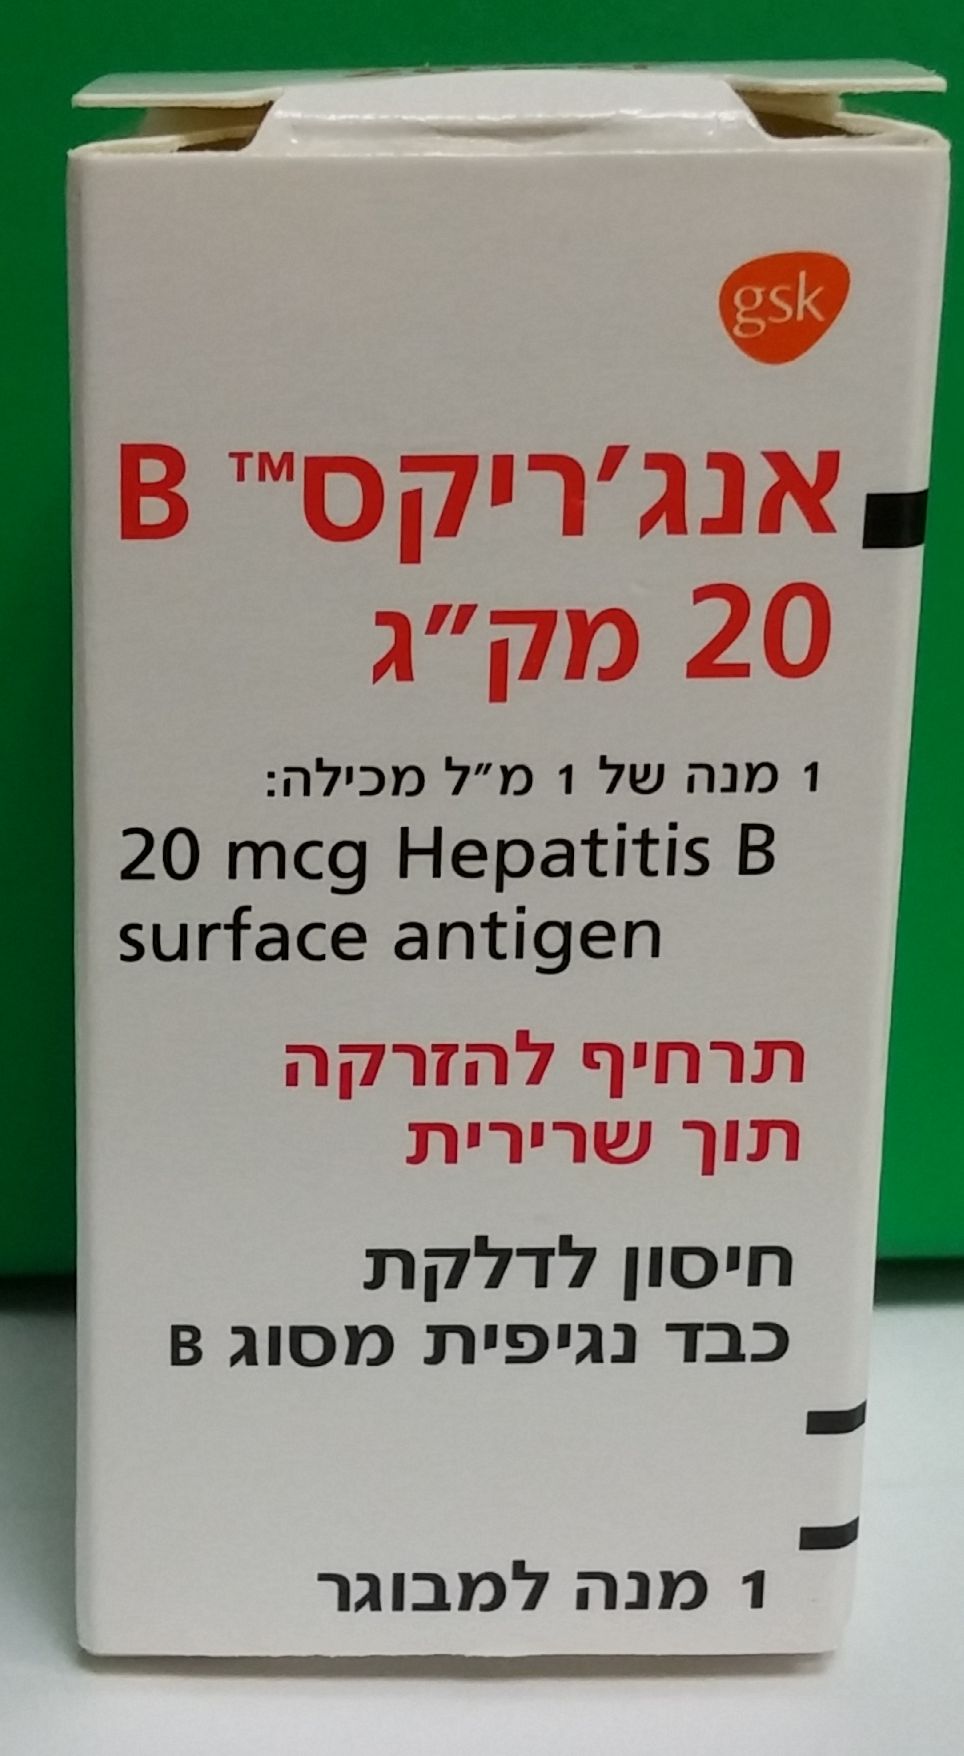 gsk
אנג׳ריקס™ B
20 מק״ג
1 מנה של 1 מ״ל מכילה:
20 mcg Hepatitis B
surface antigen
תרחיף להזרקה
תוך שרירית
חיסון לדלקת
כבד נגיפית מסוג B
1 מנה למבוגר